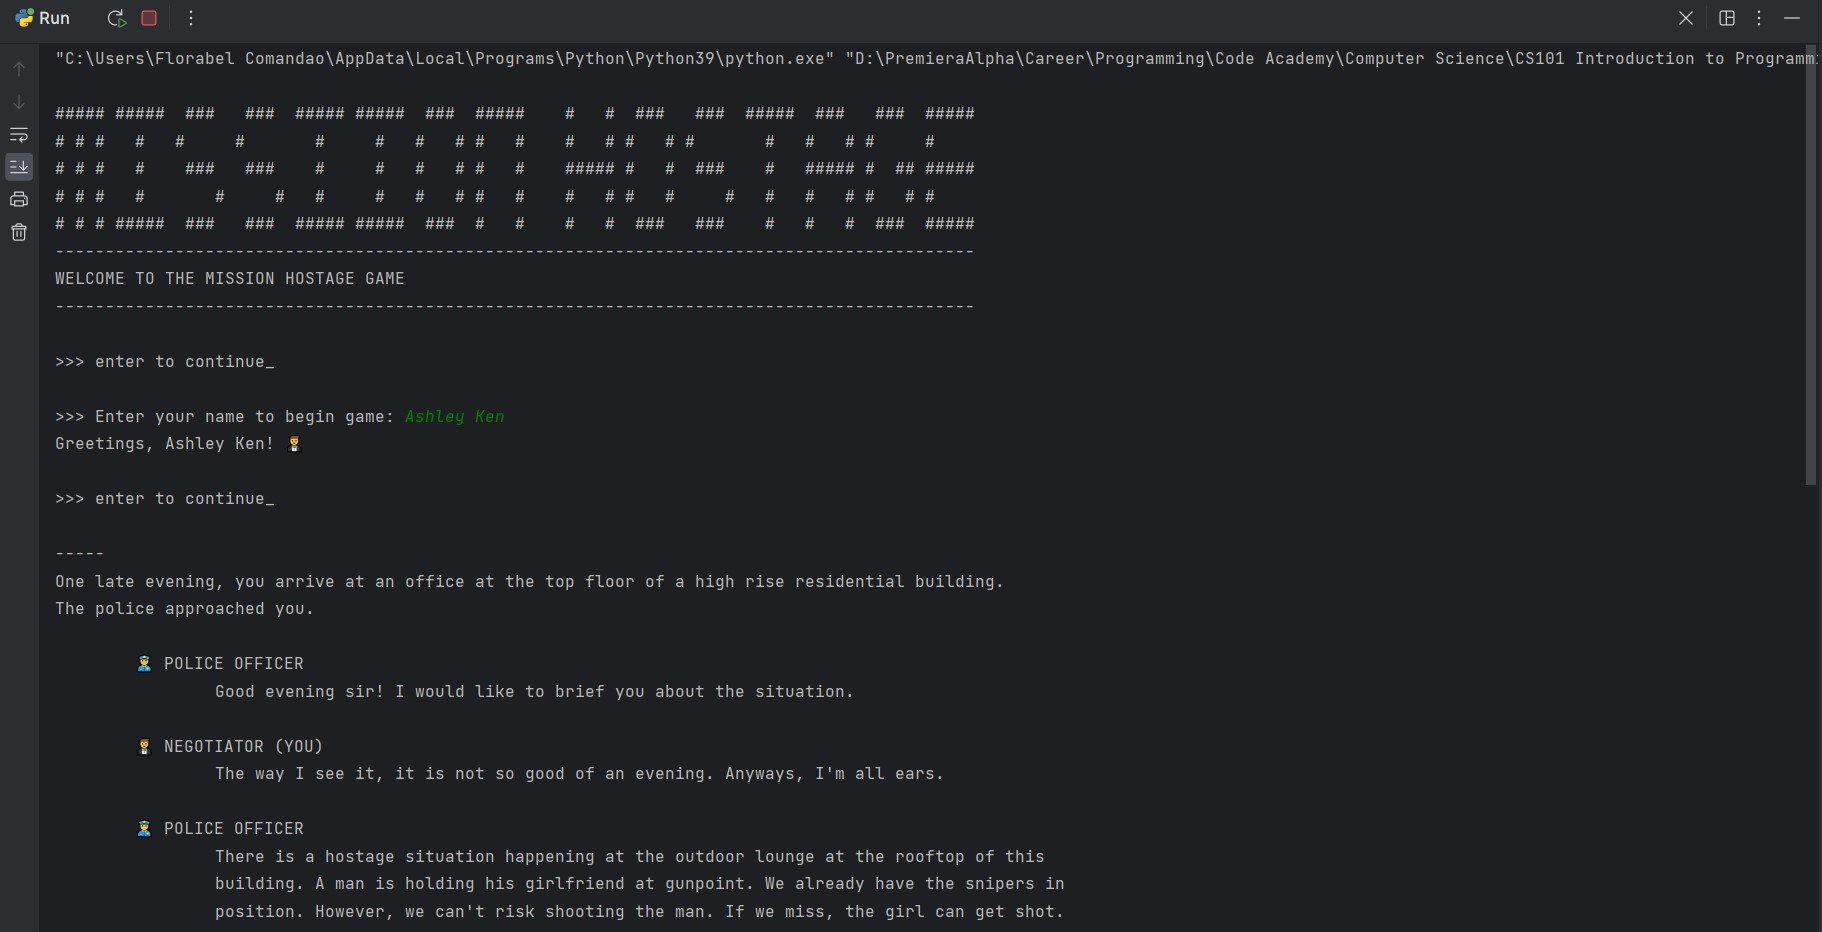 Run
"C:\Users\Florabel Comandao\AppData\Local\Programs\Python\Python39\python.exe" "D:\PremieraAlpha\Career\Programming\Code Academy\Computer Science\CS101 Introduction to Programm
##### #####  ###   ###  ##### #####  ###  #####    #   #  ###   ###  #####  ###   ###  #####
# # #   #   #     #       #     #   #   # #   #    #   # #   # #       #   #   # #     #
# # #   #    ###   ###    #     #   #   # #   #    ##### #   #  ###    #   ##### #  ## #####
# # #   #       #     #   #     #   #   # #   #    #   # #   #     #   #   #   # #   # #
# # # #####  ###   ###  ##### #####  ###  #   #    #   #  ###   ###    #   #   #  ###  #####
--------------------------------------------------------------------------------------------
WELCOME TO THE MISSION HOSTAGE GAME
--------------------------------------------------------------------------------------------
>>> enter to continue_
>>> Enter your name to begin game: Ashley Ken
Greetings, Ashley Ken! 🤵
>>> enter to continue_
-----
One late evening, you arrive at an office at the top floor of a high rise residential building.
The police approached you.
👮 POLICE OFFICER
Good evening sir! I would like to brief you about the situation.
🤵 NEGOTIATOR (YOU)
The way I see it, it is not so good of an evening. Anyways, I'm all ears.
👮 POLICE OFFICER
There is a hostage situation happening at the outdoor lounge at the rooftop of this
building. A man is holding his girlfriend at gunpoint. We already have the snipers in
position. However, we can't risk shooting the man. If we miss, the girl can get shot.